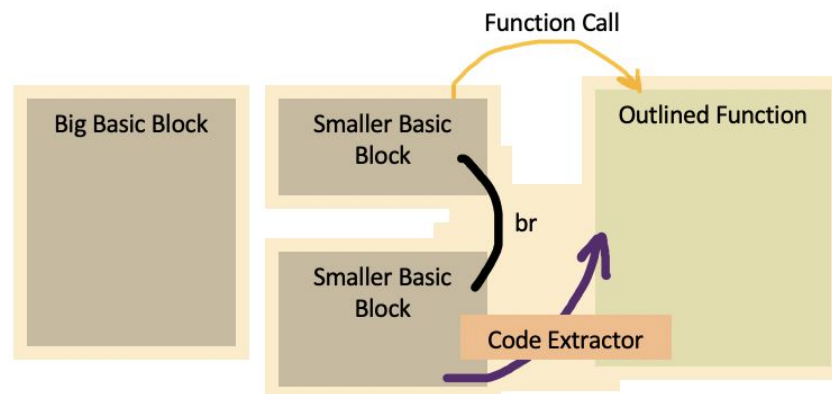 Function Call
Big Basic Block
Smaller Basic
Block
Outlined Function
br
Smaller Basic
Block
Code Extractor